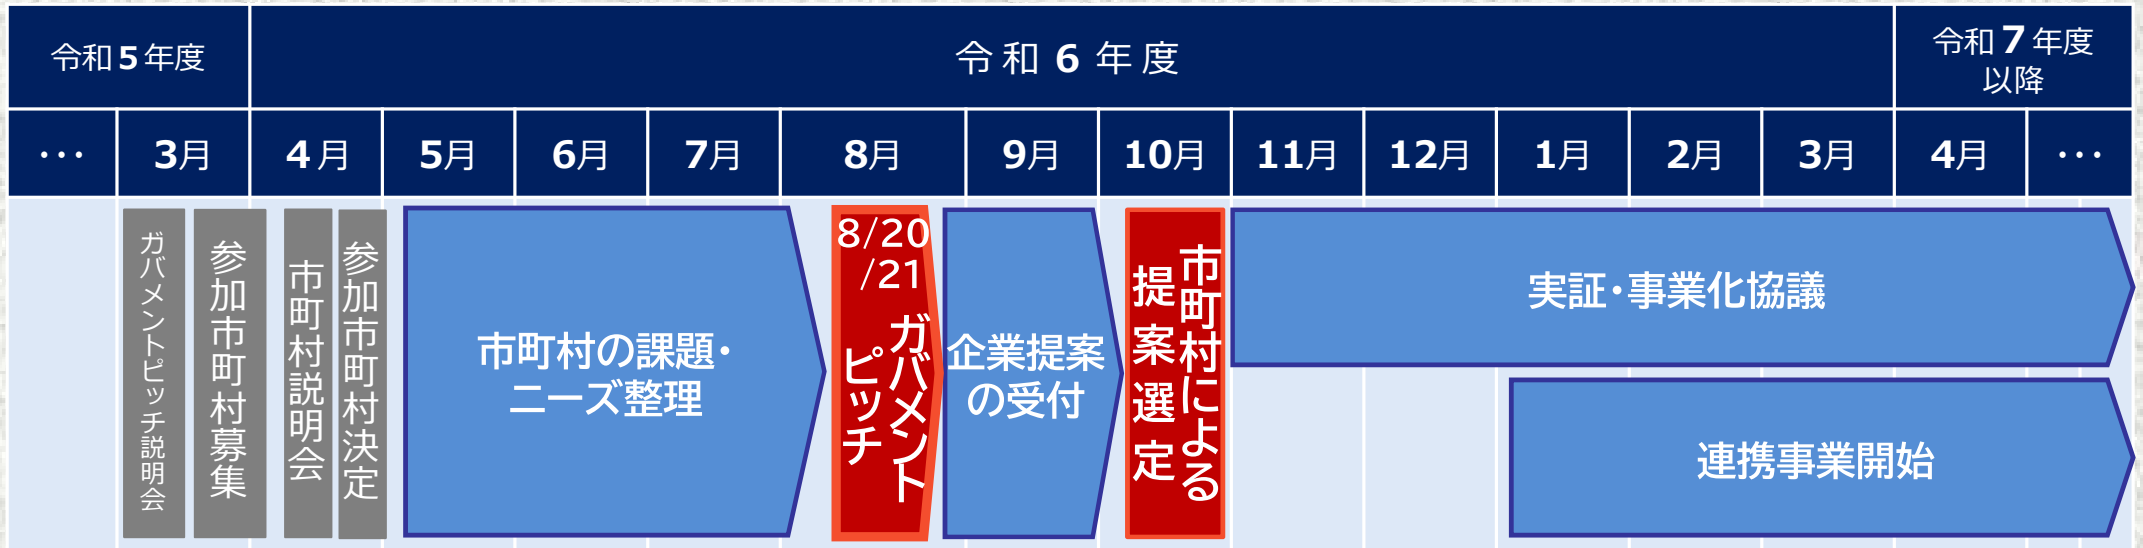 令和5年度
令和6年度
令和7年度
以降
･･･
3月
4月
5月
6月
7月
8月
9月
10月
11月
12月
1月
2月
3月
4月
･･･
ガバメントピッチ説明会
参加市町村募集
市町村説明会
参加市町村決定
市町村の課題･
ニーズ整理
8/20
/21
ガバメント
ピッチ
企業提案
の受付
市町村による
提案選定
実証･事業化協議
連携事業開始